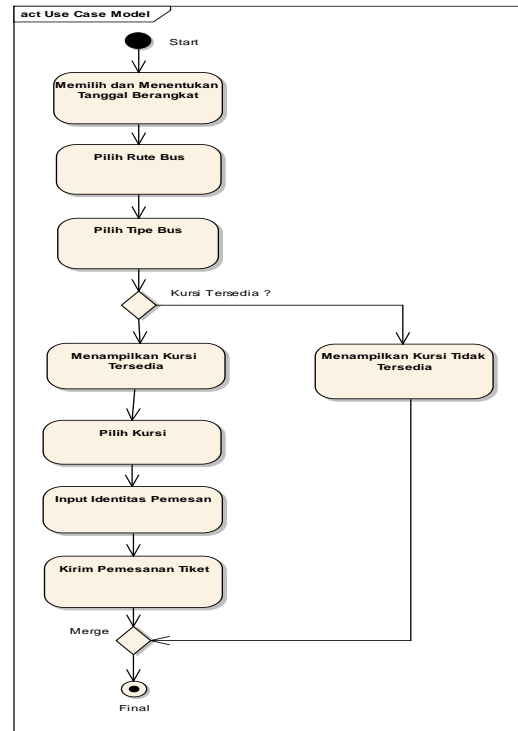 act Use Case Model
Start
Memilih dan Menentukan
Tanggal Berangkat
Pilih Rute Bus
Pilih Tipe Bus
Kursi Tersedia ?
Menampilkan Kursi
Tersedia
Menampilkan Kursi Tidak
Tersedia
Pilih Kursi
Input Identitas Pemesan
Kirim Pemesanan Tiket
Merge
Final